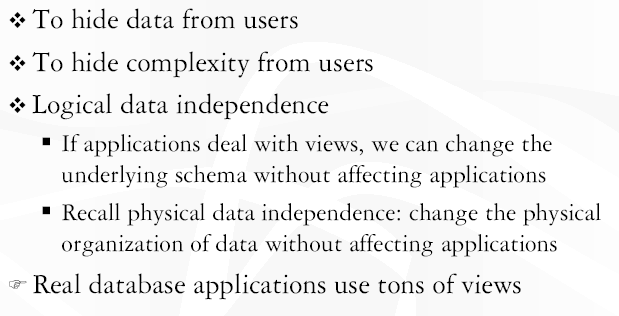 ❖ To hide data from users
❖ To hide complexity from users
❖ Logical data independence
▪ If applications deal with views, we can change the
underlying schema without affecting applications
▪ Recall physical data independence: change the physical
organization of data without affecting applications
☞ Real database applications use tons of views